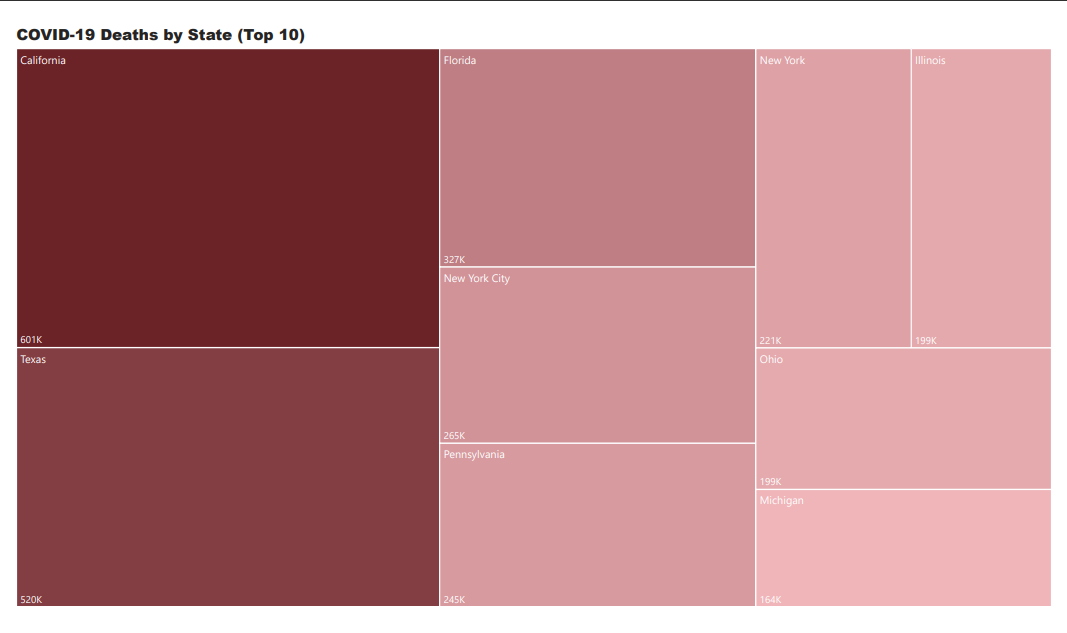 COVID-19 Deaths by State (Top 10)
California
601K
Texas
520K
Florida
327K
New York City
265K
Pennsylvania
245K
New York
221K
Illinois
199K
Ohio
199K
Michigan
164K